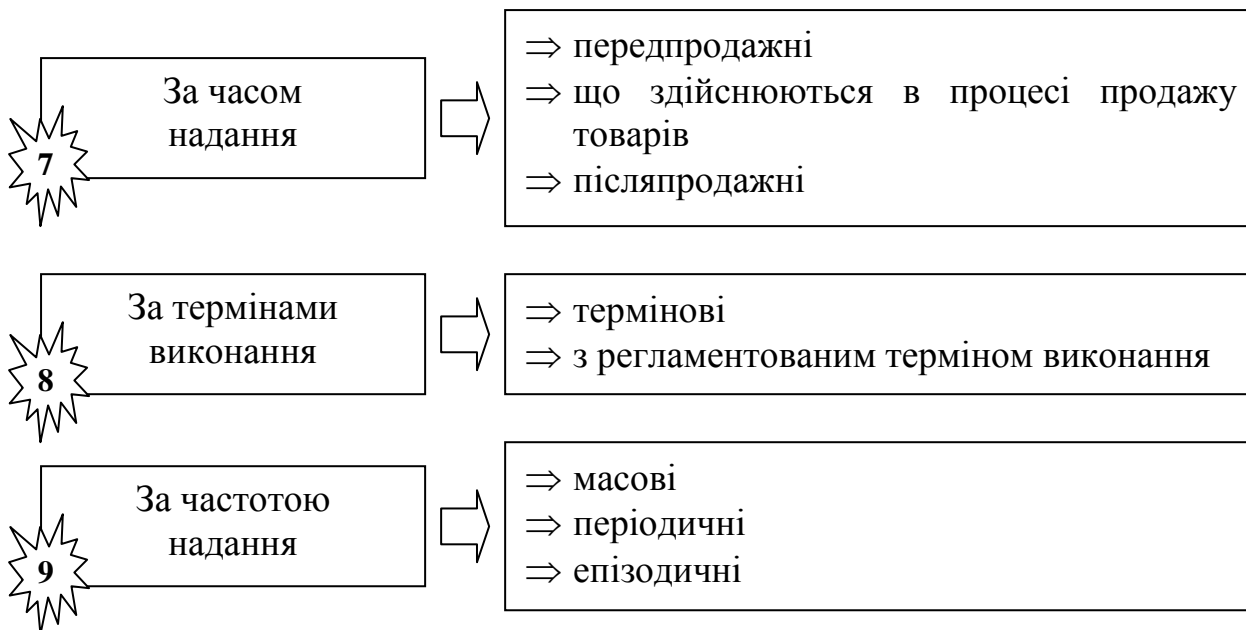 За часом
надання
7
⇒ передпродажні
⇒ що здійснюються в процесі продажу
товарів
⇒ післяпродажні
За термінами
виконання
8
⇒ термінові
⇒ з регламентованим терміном виконання
За частотою
надання
9
⇒ масові
⇒ періодичні
⇒ епізодичні